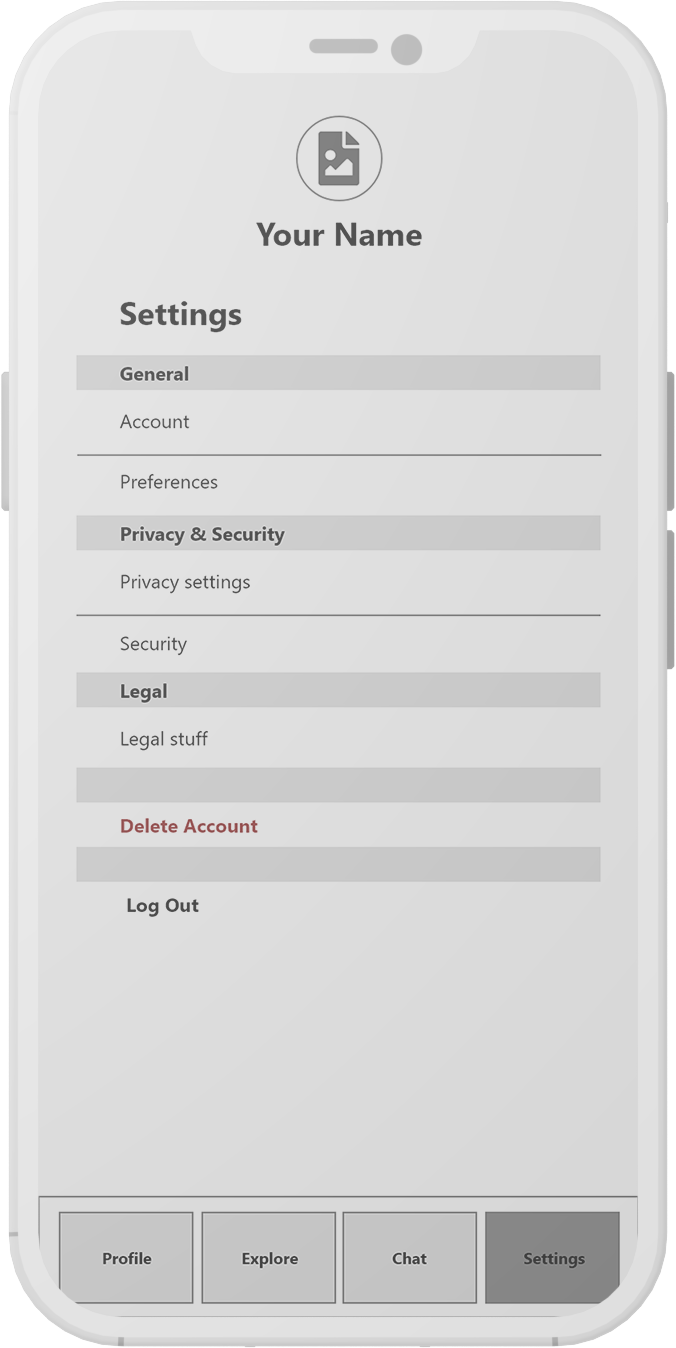 Your Name
Settings
General
Account
Preferences
Privacy & Security
Privacy settings
Security
Legal
Legal stuff
Delete Account
Log Out
Profile
Explore
Chat
Settings